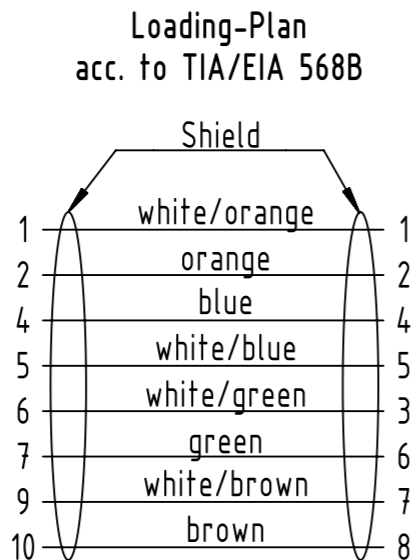 Loading-Plan
acc. to TIA/EIA 568B
Shield
1 white/orange 1
2 orange 2
4 blue 4
5 white/blue 5
6 white/green 3
7 green 6
9 white/brown 7
10 brown 8